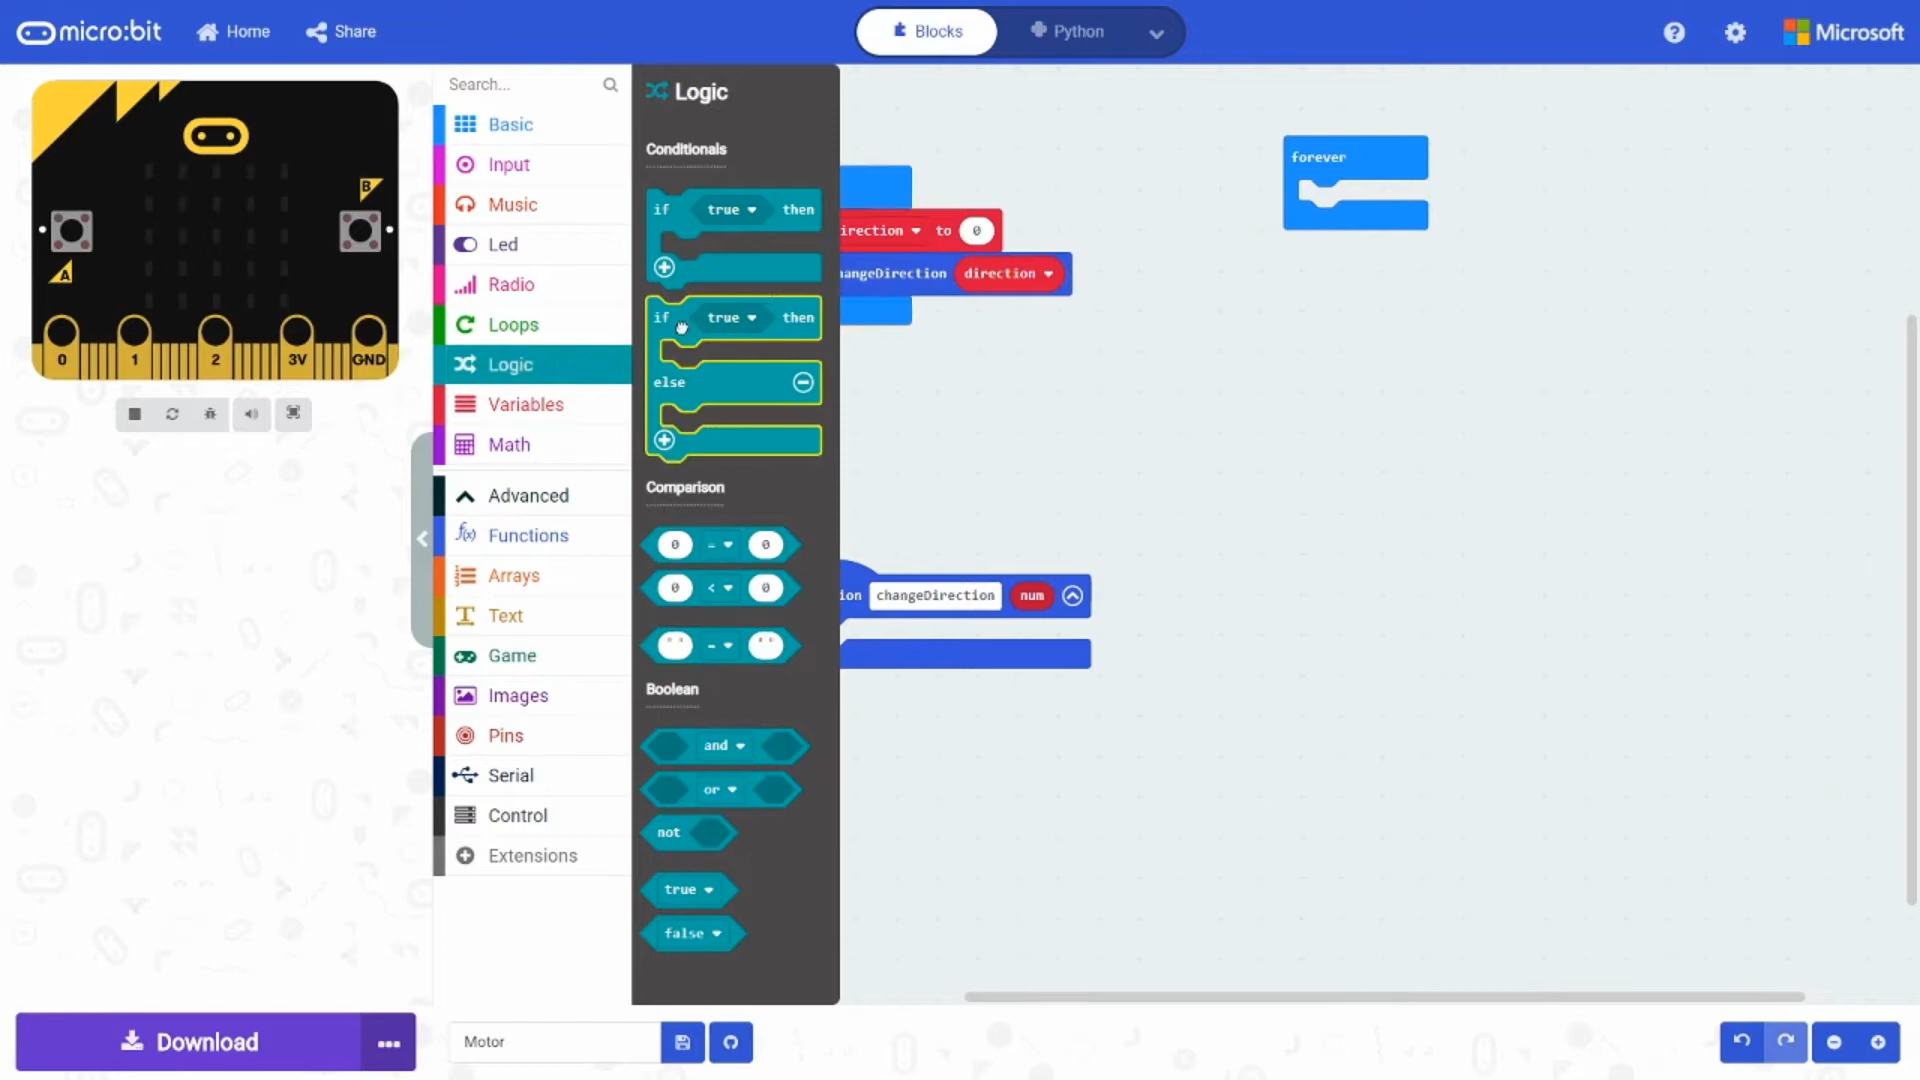 micro:bit
Home
Share
Blocks
Python
Microsoft
B
A
0
1
2
3V
GND
Search...
Basic
Input
Music
Led
Radio
Loops
Logic
Variables
Math
Advanced
Functions
Arrays
Text
Game
Images
Pins
Serial
Control
Extensions
Logic
Conditionals
if true then
if true then
else
Comparison
0 = 0
0 < 0
" " = " "
Boolean
and
or
not
true
false
irection to 0
hangeDirection direction
forever
ion changeDirection num
Download
Motor